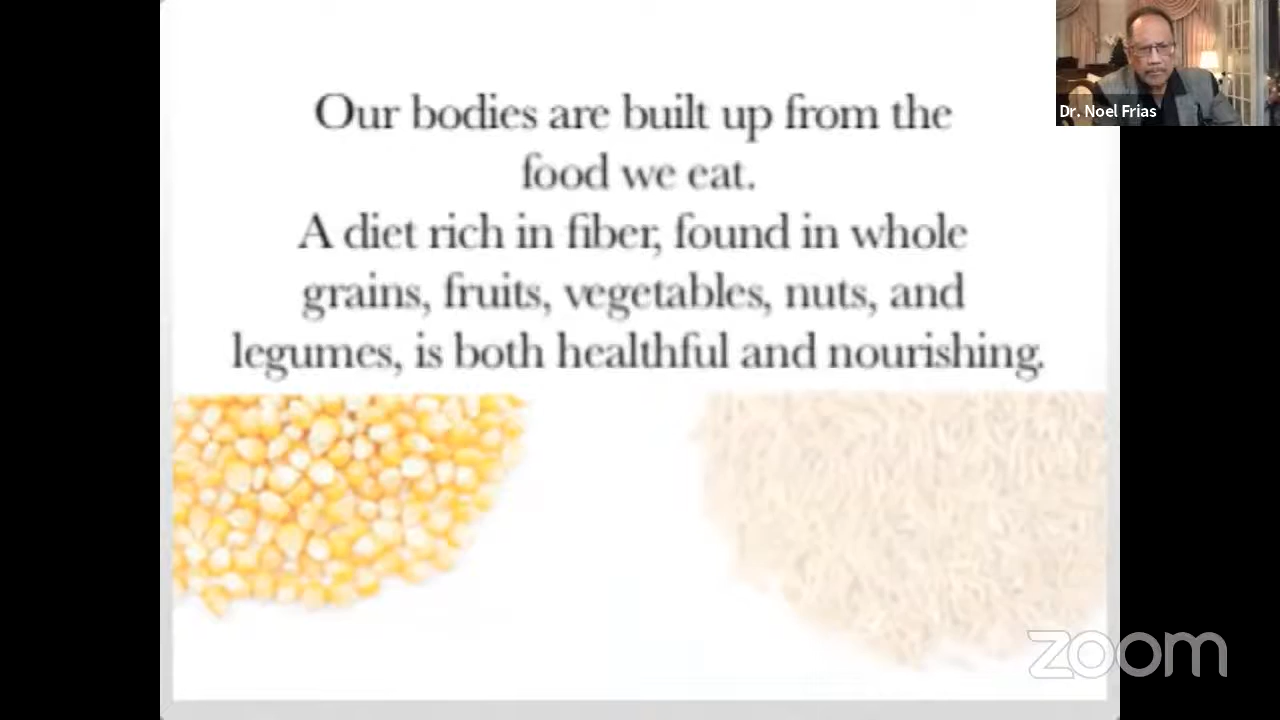 Our bodies are built up from the
food we eat.
A diet rich in fiber, found in whole
grains, fruits, vegetables, nuts, and
legumes, is both healthful and nourishing.
Dr. Noel Frias
zoom